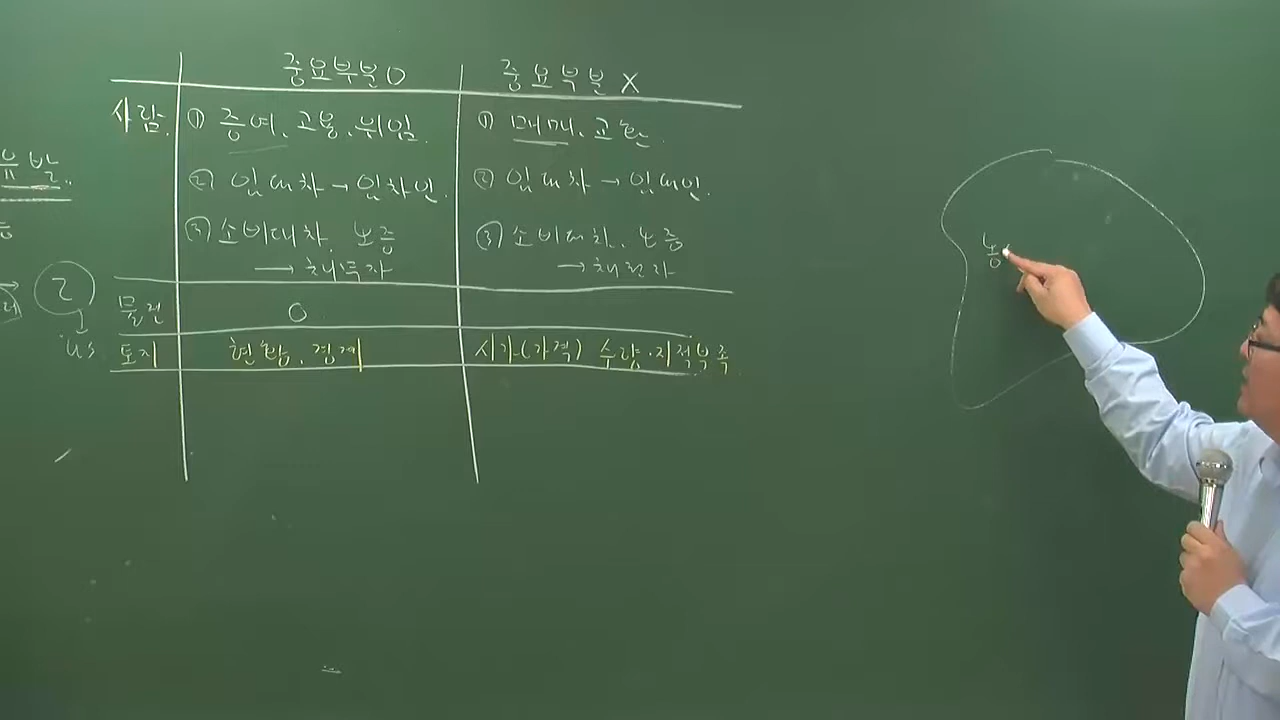 중요부분 O 중요부분 X
사람 ① 증여, 고용, 위임. ① 매매, 교환.
② 임대차 → 임차인. ② 임대차 → 임대인.
③ 소비대차, 보증 ③ 소비대차, 보증
→ 채무자 → 채권자
물건 O
토지 현황, 경계 시가(가격) 수량·지적부족
농